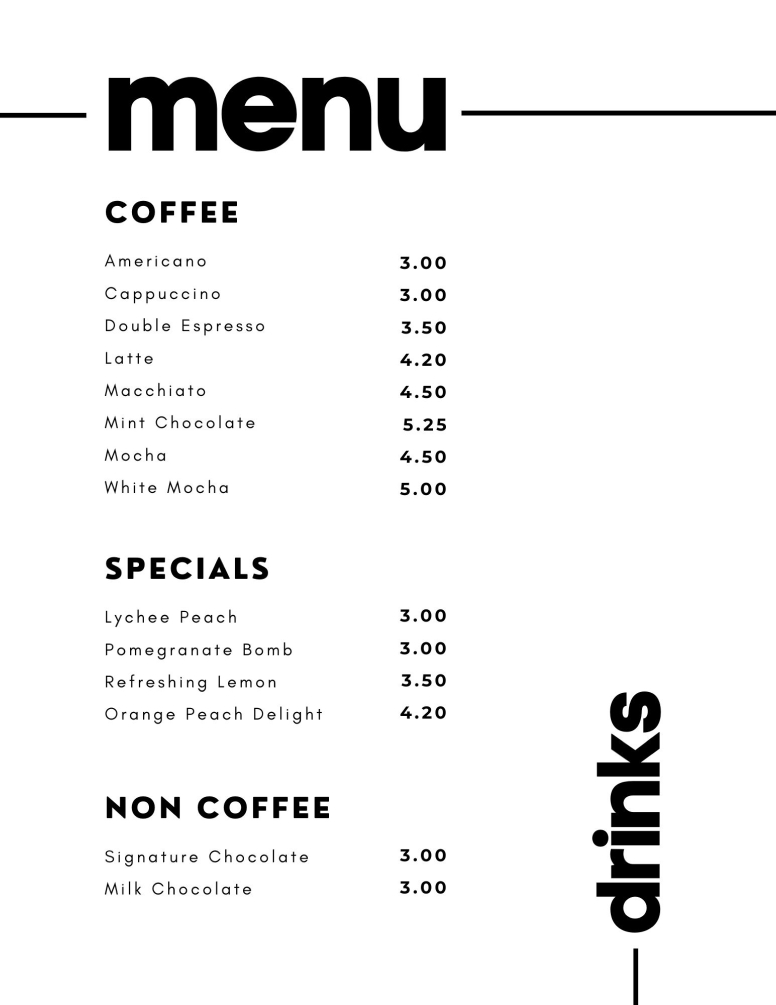 menu
COFFEE
Americano 3.00
Cappuccino 3.00
Double Espresso 3.50
Latte 4.20
Macchiato 4.50
Mint Chocolate 5.25
Mocha 4.50
White Mocha 5.00
SPECIALS
Lychee Peach 3.00
Pomegranate Bomb 3.00
Refreshing Lemon 3.50
Orange Peach Delight 4.20
NON COFFEE
Signature Chocolate 3.00
Milk Chocolate 3.00
drinks